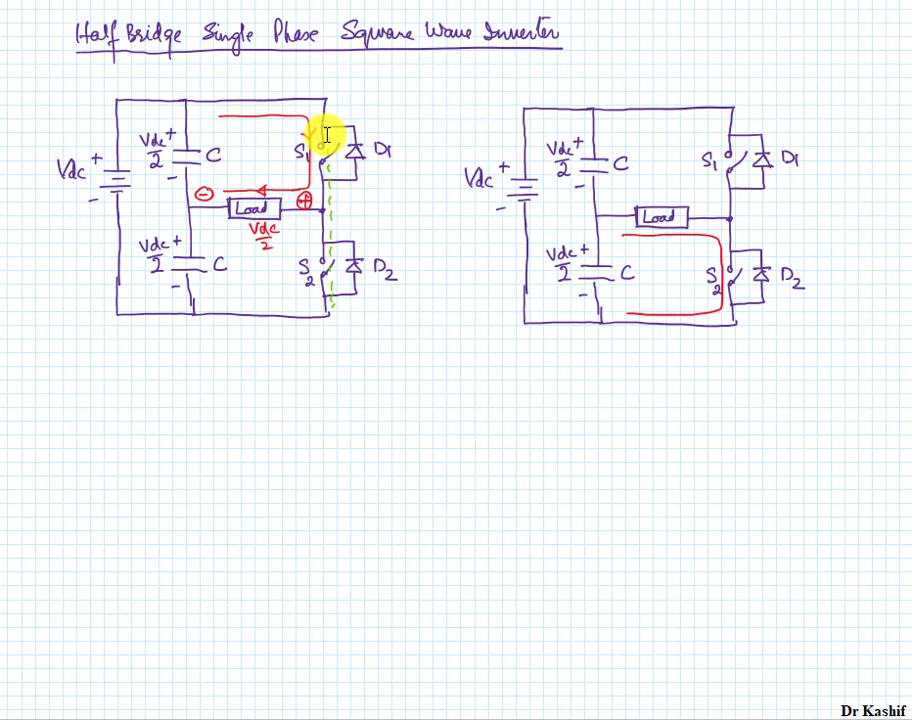 Half Bridge Single Phase Square Wave Inverter
Vdc + -
Vdc/2 + - C
S1 D1
- Load +
Vdc/2
Vdc/2 + - C
S2 D2
Vdc + -
Vdc/2 + - C
S1 D1
Load
Vdc/2 + - C
S2 D2
Dr Kashif